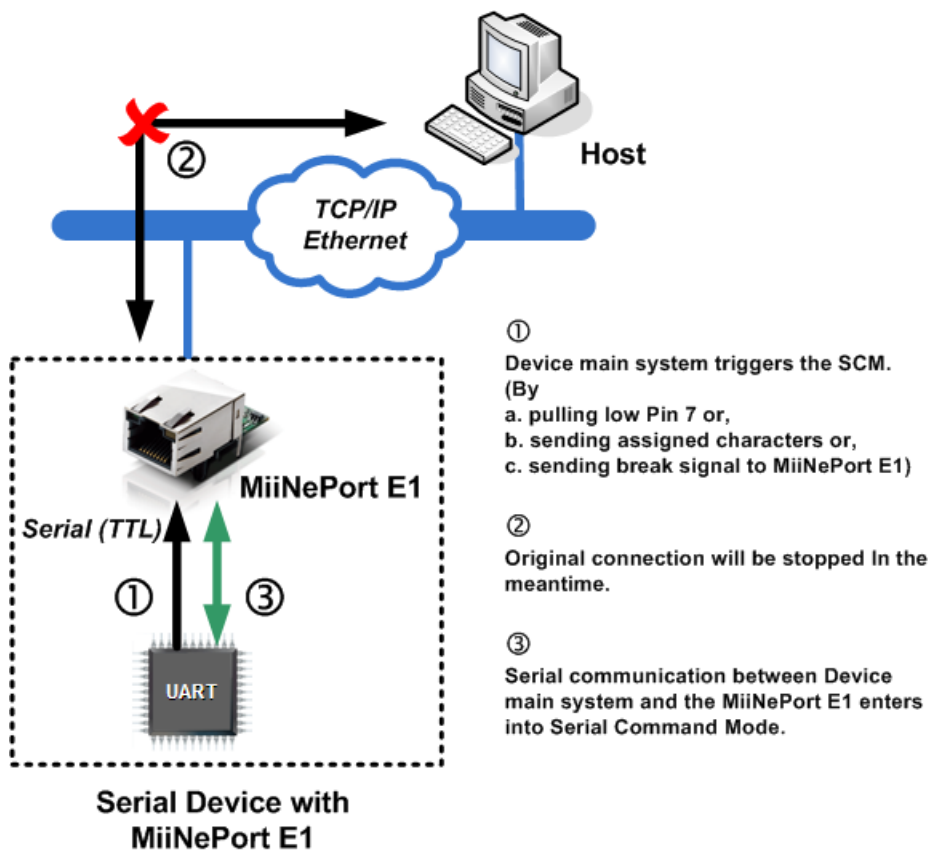 ②
Host
TCP/IP
Ethernet
①
Device main system triggers the SCM.
(By
a. pulling low Pin 7 or,
b. sending assigned characters or,
c. sending break signal to MiiNePort E1)
②
Original connection will be stopped In the
meantime.
③
Serial communication between Device
main system and the MiiNePort E1 enters
into Serial Command Mode.
MiiNePort E1
Serial (TTL)
①
③
UART
Serial Device with
MiiNePort E1